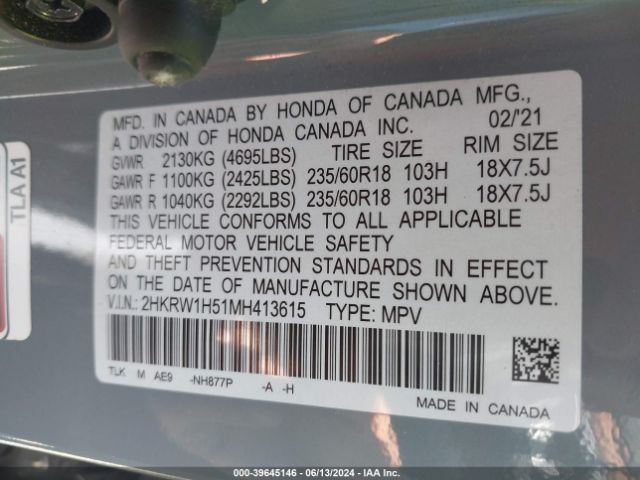 MFD. IN CANADA BY HONDA OF CANADA MFG.,
A DIVISION OF HONDA CANADA INC. 02/'21
GVWR 2130KG (4695LBS) TIRE SIZE RIM SIZE
GAWR F 1100KG (2425LBS) 235/60R18 103H 18X7.5J
GAWR R 1040KG (2292LBS) 235/60R18 103H 18X7.5J
THIS VEHICLE CONFORMS TO ALL APPLICABLE
FEDERAL MOTOR VEHICLE SAFETY
AND THEFT PREVENTION STANDARDS IN EFFECT
ON THE DATE OF MANUFACTURE SHOWN ABOVE.
V.I.N.: 2HKRW1H51MH413615 TYPE: MPV
TLK M AE9 -NH877P -A -H
MADE IN CANADA
TLA A1
000-39645146 - 06/13/2024 - IAA Inc.